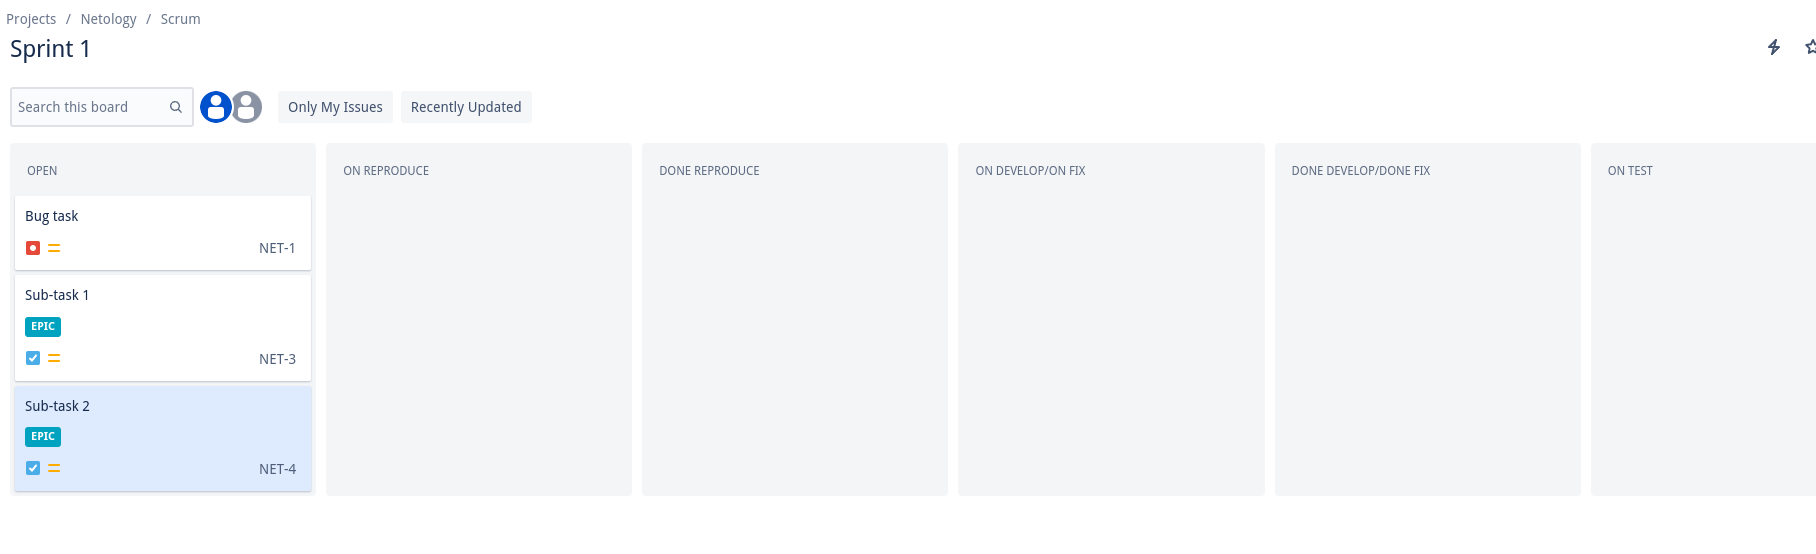 Projects / Netology / Scrum
Sprint 1
Search this board
Only My Issues
Recently Updated
OPEN
ON REPRODUCE
DONE REPRODUCE
ON DEVELOP/ON FIX
DONE DEVELOP/DONE FIX
ON TEST
Bug task
NET-1
Sub-task 1
EPIC
NET-3
Sub-task 2
EPIC
NET-4